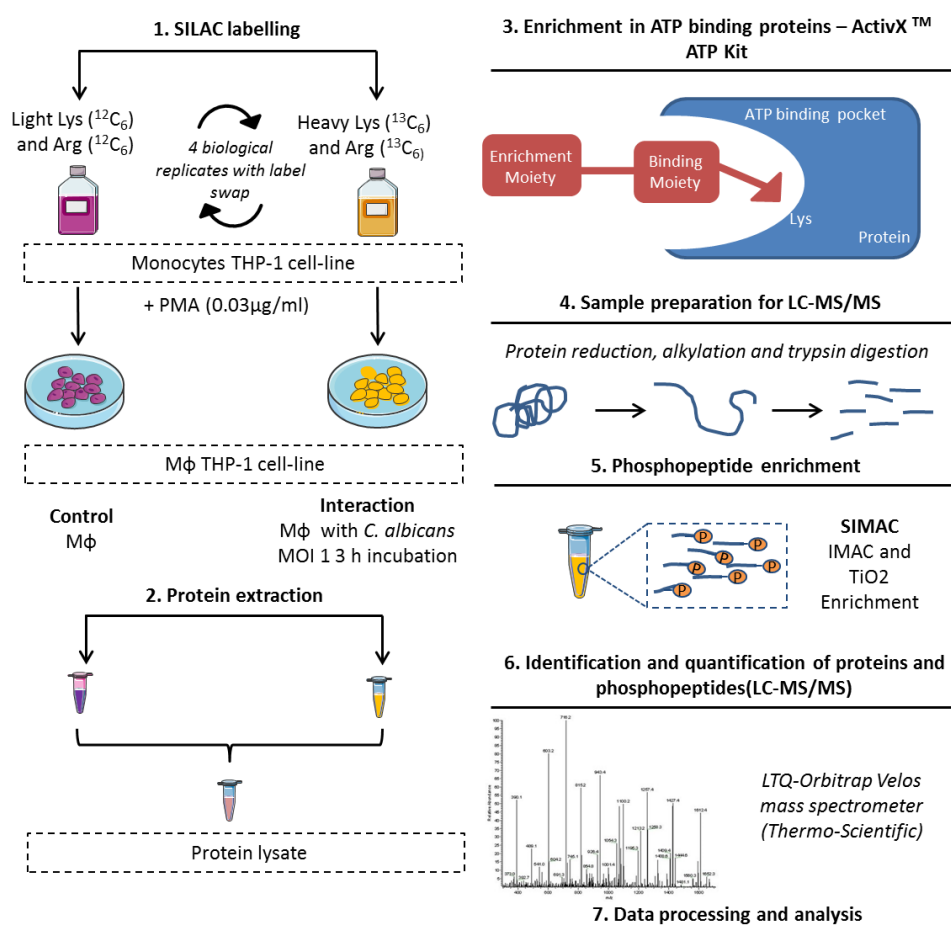 1. SILAC labelling
Light Lys (¹²C₆)
and Arg (¹²C₆)
4 biological
replicates with label
swap
Heavy Lys (¹³C₆)
and Arg (¹³C₆)
Monocytes THP-1 cell-line
+ PMA (0.03µg/ml)
Mϕ THP-1 cell-line
Control
Mϕ
Interaction
Mϕ with C. albicans
MOI 1 3 h incubation
2. Protein extraction
Protein lysate
3. Enrichment in ATP binding proteins – ActivX ™
ATP Kit
ATP binding pocket
Enrichment
Moiety
Binding
Moiety
Lys
Protein
4. Sample preparation for LC-MS/MS
Protein reduction, alkylation and trypsin digestion
5. Phosphopeptide enrichment
P
P
P
P
P
P
P
SIMAC
IMAC and
TiO2
Enrichment
6. Identification and quantification of proteins and
phosphopeptides(LC-MS/MS)
LTQ-Orbitrap Velos
mass spectrometer
(Thermo-Scientific)
7. Data processing and analysis